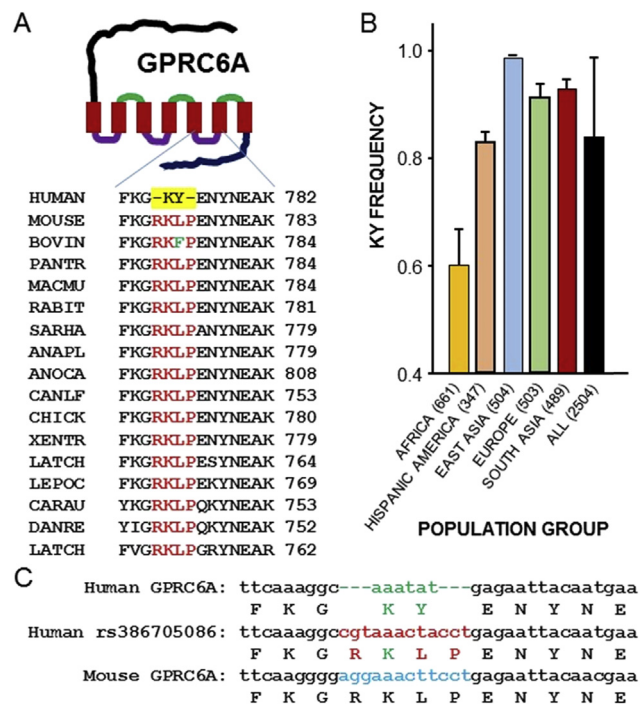 A
GPRC6A
HUMAN FKG-KY-ENYNEAK 782
MOUSE FKGRKLPENYNEAK 783
BOVIN FKGRKFPENYNEAK 784
PANTR FKGRKLPENYNEAK 784
MACMU FKGRKLPENYNEAK 784
RABIT FKGRKLPENYNEAK 781
SARHA FKGRKLPANYNEAK 779
ANAPL FKGRKLPENYNEAK 779
ANOCA FKGRKLPENYNEAK 808
CANLF FKGRKLPENYNEAK 753
CHICK FKGRKLPENYNEAK 780
XENTR FKGRKLPENYNEAK 779
LATCH FKGRKLPESYNEAK 764
LEPOC FKGRKLPEKYNEAK 769
CARAU YKGRKLPQKYNEAK 753
DANRE YIGRKLPQKYNEAK 752
LATCH FVGRKLPGRYNEAR 762
B
KY FREQUENCY
1.0
0.8
0.6
0.4
AFRICA (661)
HISPANIC AMERICA (347)
EAST ASIA (504)
EUROPE (503)
SOUTH ASIA (489)
ALL (2504)
POPULATION GROUP
C
Human GPRC6A: ttcaaaggc---aaatat---gagaattacaatgaa
F K G K Y E N Y N E
Human rs386705086: ttcaaaggccgtaaactacctgagaattacaatgaa
F K G R K L P E N Y N E
Mouse GPRC6A: ttcaaggggaggaaacttcctgagaattacaacgaa
F K G R K L P E N Y N E